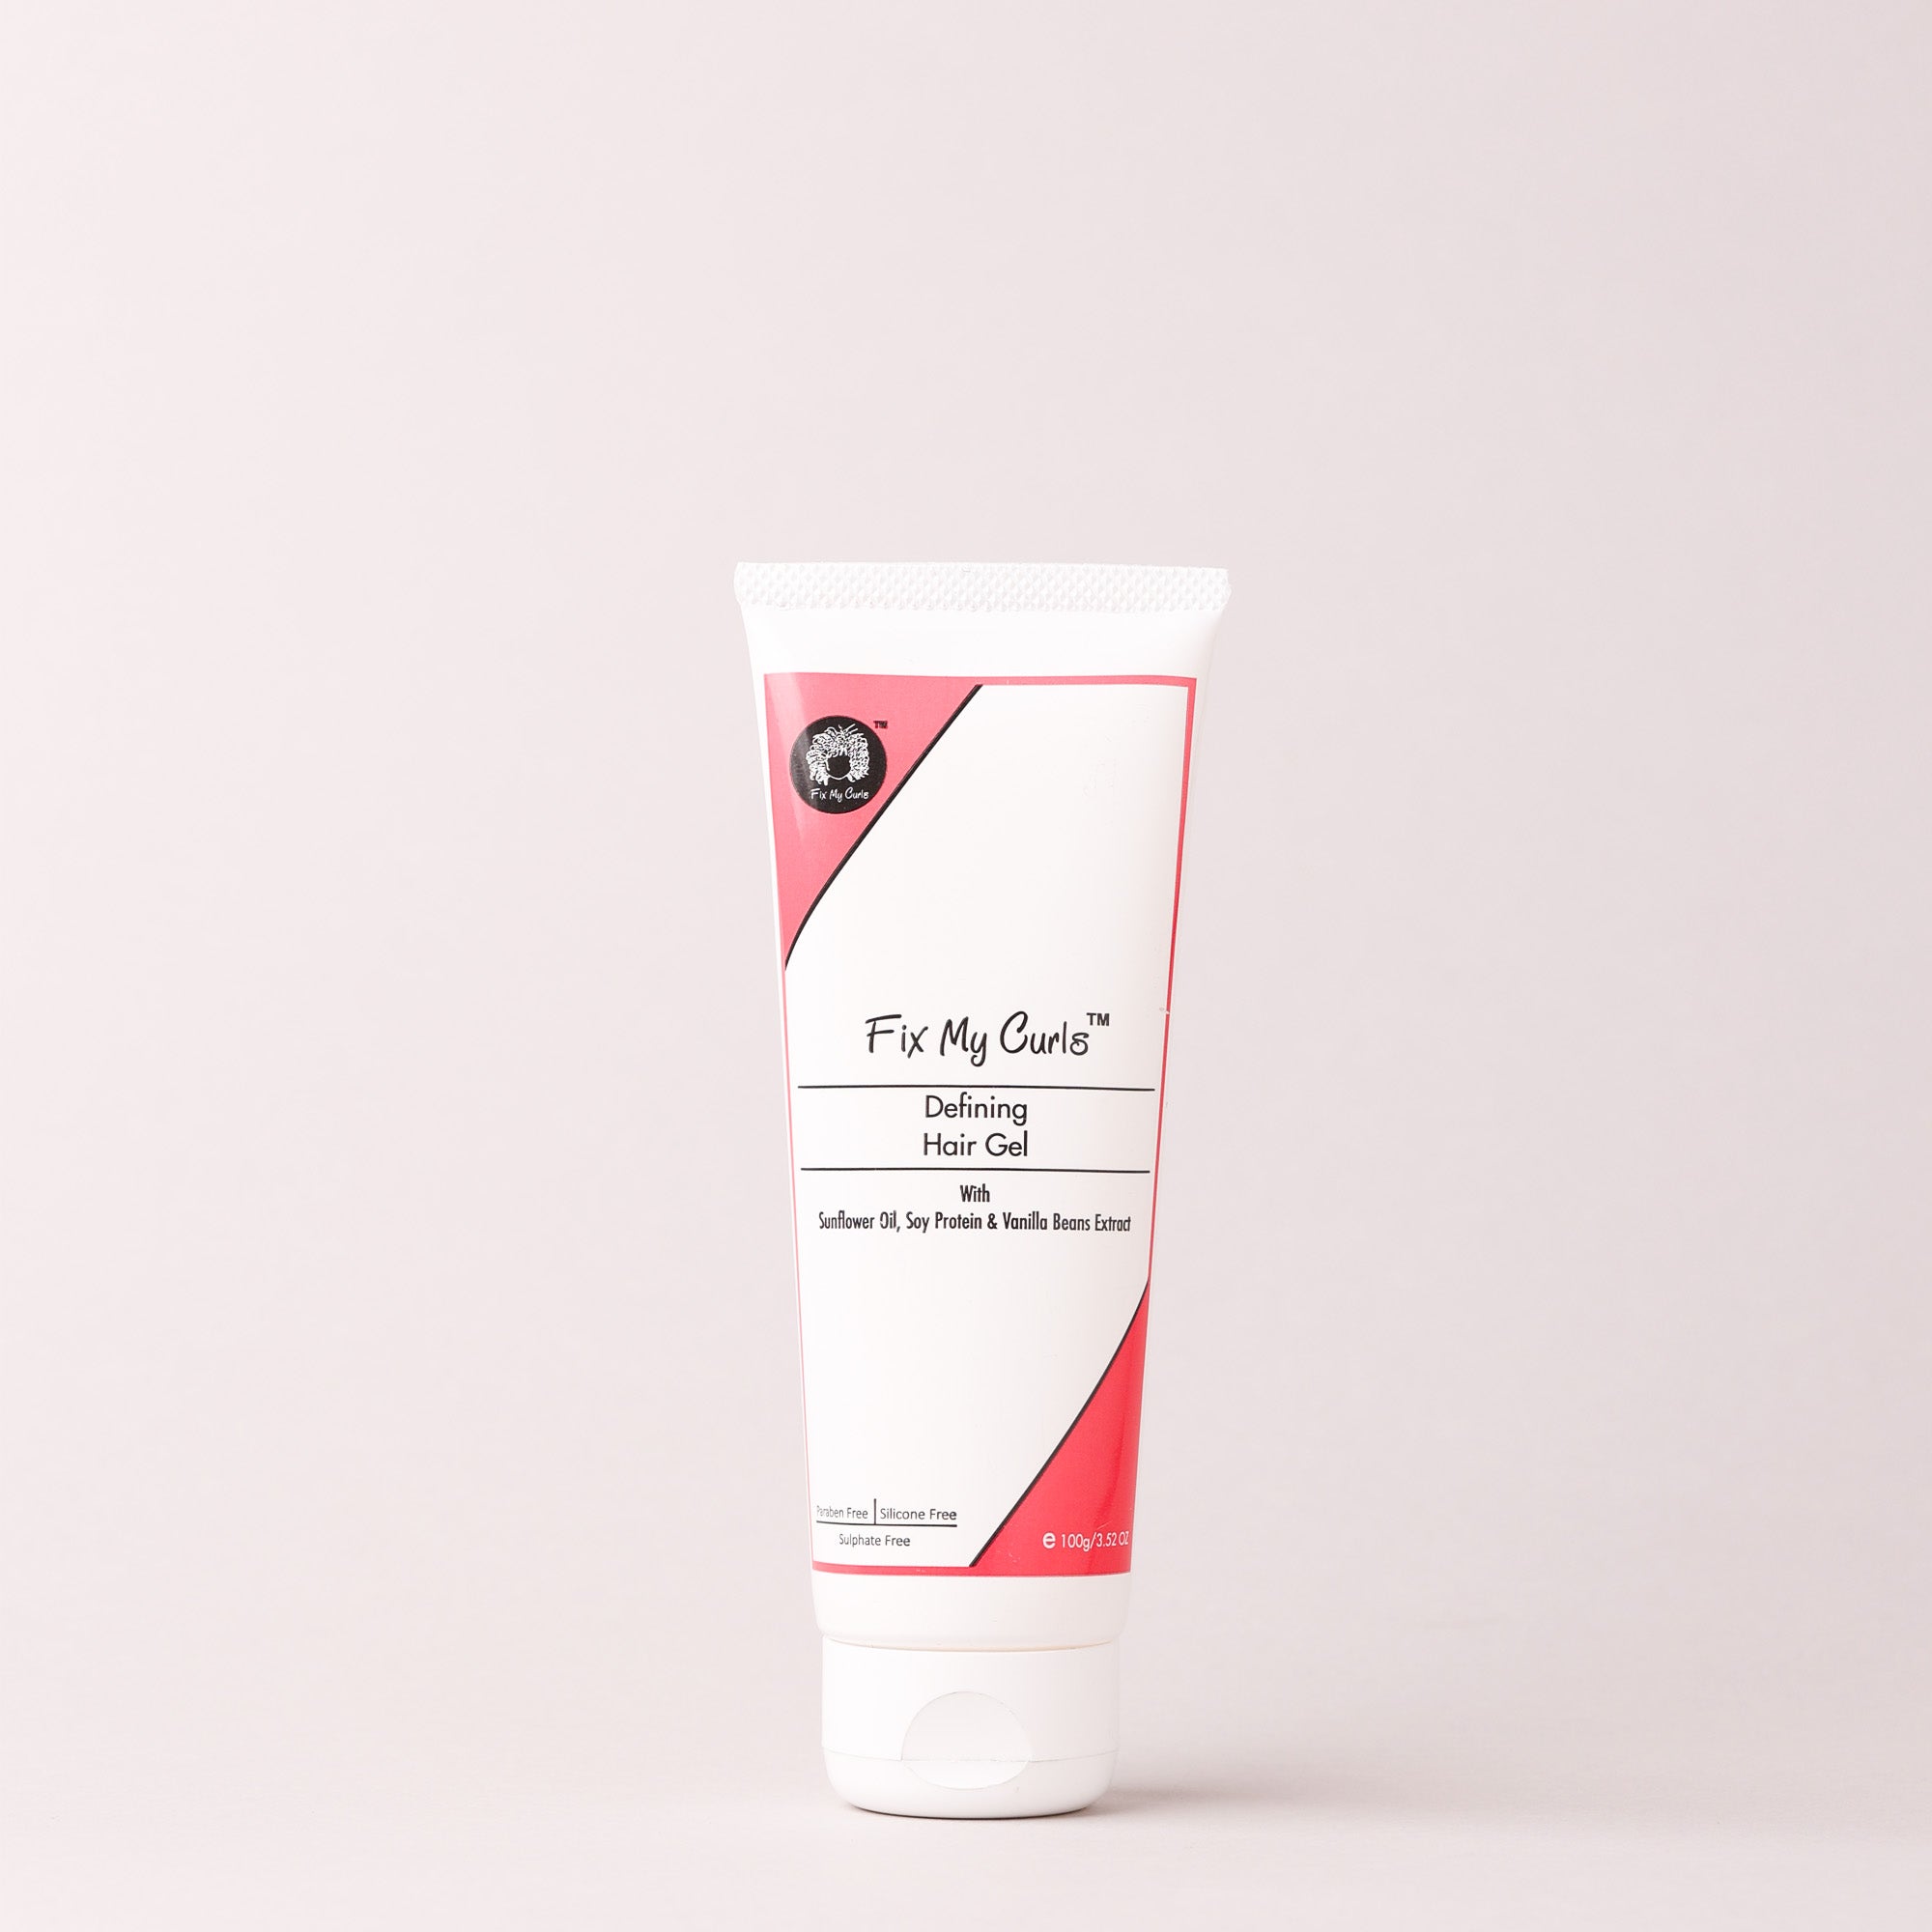 TM
Fix My Curls
Fix My Curls™
Defining
Hair Gel
With
Sunflower Oil, Soy Protein & Vanilla Beans Extract
Paraben Free | Silicone Free
Sulphate Free
e 100g/3.52 OZ